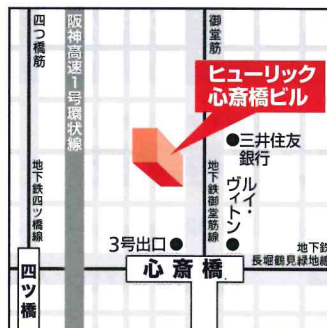 四つ橋筋
阪神高速1号環状線
御堂筋
ヒューリック
心斎橋ビル
●三井住友
銀行
地下鉄四ツ橋線
地下鉄御堂筋線
ルイ・
ヴィトン
●
3号出口●
地下鉄
長堀鶴見緑地線
四ツ橋
心斎橋